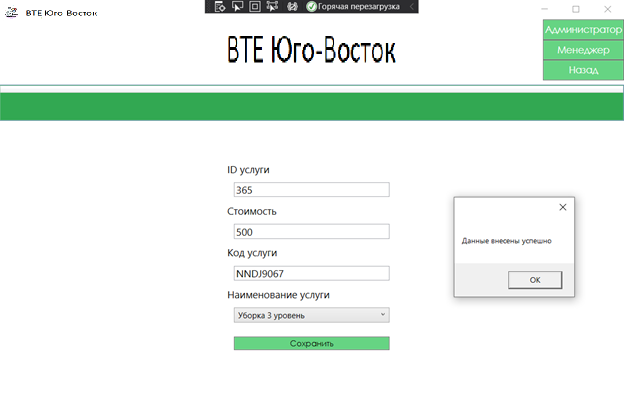 ВТЕ Юго Восток
Горячая перезагрузка
ВТЕ Юго-Восток
Администратор
Менеджер
Назад
ID услуги
365
Стоимость
500
Код услуги
NNDJ9067
Наименование услуги
Уборка 3 уровень
Сохранить
Данные внесены успешно
OK